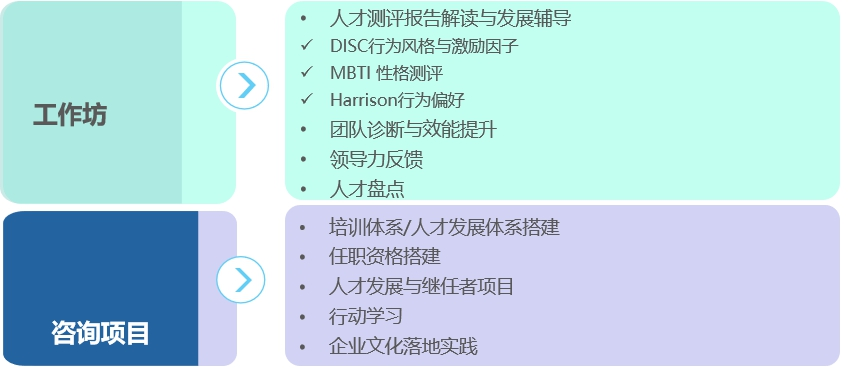 工作坊
• 人才测评报告解读与发展辅导
✓ DISC行为风格与激励因子
✓ MBTI 性格测评
✓ Harrison行为偏好
• 团队诊断与效能提升
• 领导力反馈
• 人才盘点
咨询项目
• 培训体系/人才发展体系搭建
• 任职资格搭建
• 人才发展与继任者项目
• 行动学习
• 企业文化落地实践